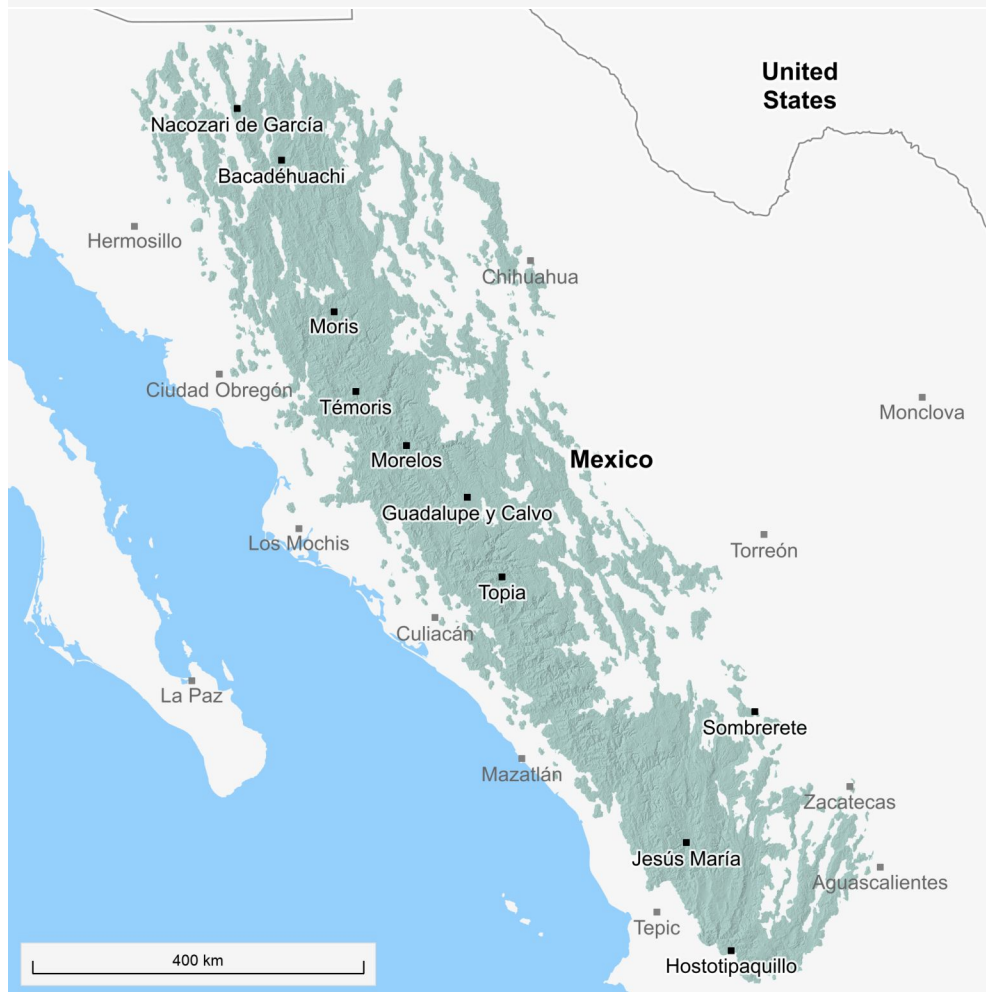 United
States
Nacozari de García
Bacadéhuachi
Hermosillo
Chihuahua
Moris
Ciudad Obregón
Témoris
Monclova
Morelos
Mexico
Guadalupe y Calvo
Los Mochis
Torreón
Topia
Culiacán
La Paz
Sombrerete
Mazatlán
Zacatecas
Jesús María
Aguascalientes
Tepic
400 km
Hostotipaquillo